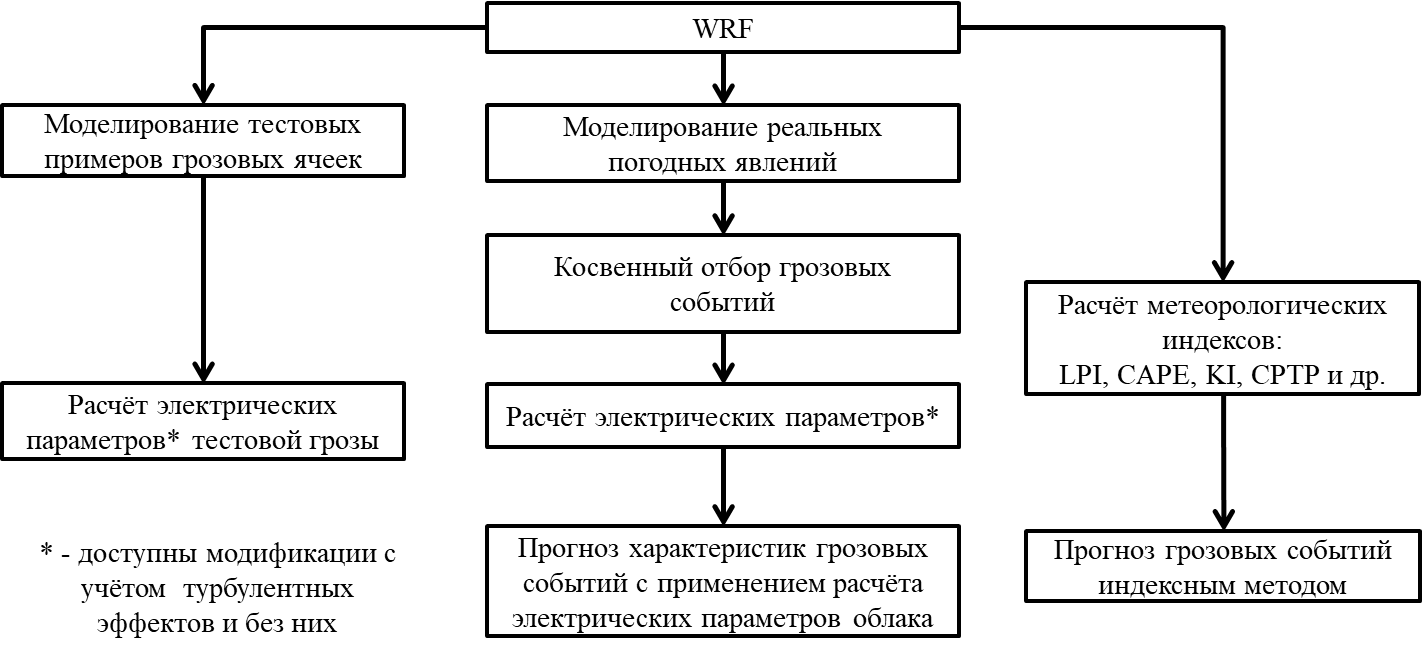 WRF
Моделирование тестовых
примеров грозовых ячеек
Расчёт электрических
параметров* тестовой грозы
* - доступны модификации с
учётом турбулентных
эффектов и без них
Моделирование реальных
погодных явлений
Косвенный отбор грозовых
событий
Расчёт электрических параметров*
Прогноз характеристик грозовых
событий с применением расчёта
электрических параметров облака
Расчёт метеорологических
индексов:
LPI, CAPE, KI, CPTP и др.
Прогноз грозовых событий
индексным методом